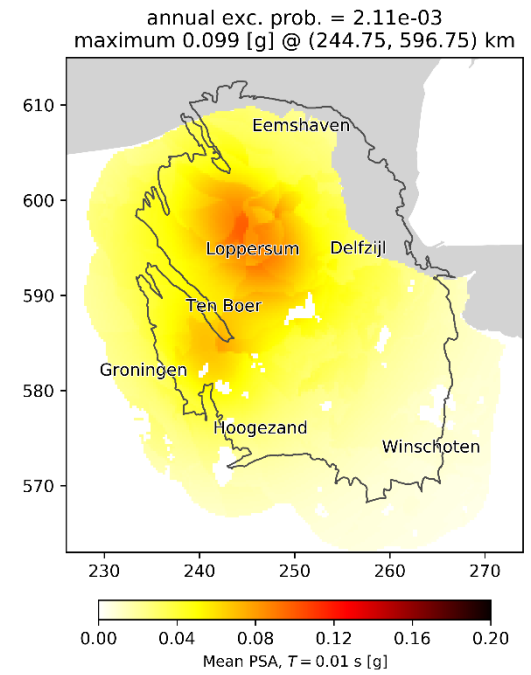 annual exc. prob. = 2.11e-03
maximum 0.099 [g] @ (244.75, 596.75) km
610
Eemshaven
600
Loppersum
Delfzijl
590
Ten Boer
Groningen
580
Hoogezand
Winschoten
570
230 240 250 260 270
0.00 0.04 0.08 0.12 0.16 0.20
Mean PSA, T = 0.01 s [g]